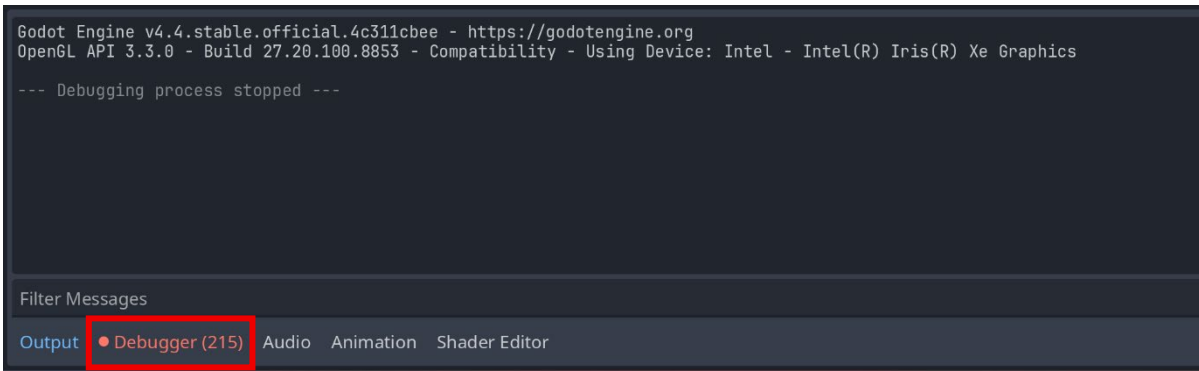 Godot Engine v4.4.stable.official.4c311cbee - https://godotengine.org
OpenGL API 3.3.0 - Build 27.20.100.8853 - Compatibility - Using Device: Intel - Intel(R) Iris(R) Xe Graphics
--- Debugging process stopped ---
Filter Messages
Output Debugger (215) Audio Animation Shader Editor